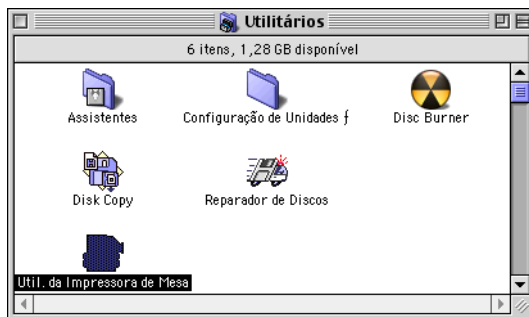 Utilitários
6 itens, 1,28 GB disponível
Assistentes
Configuração de Unidades ƒ
Disc Burner
Disk Copy
Reparador de Discos
Util. da Impressora de Mesa